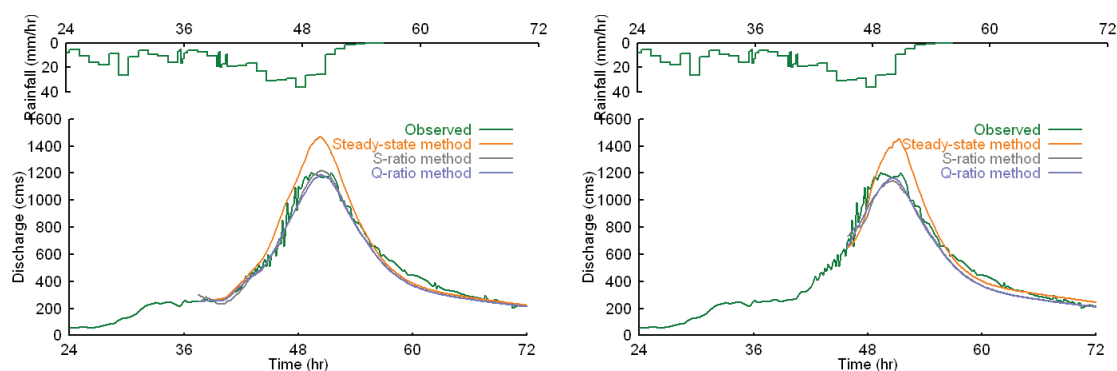 24 36 48 60 72
Rainfall (mm/hr)
0
20
40
1600
1400
1200
1000
800
600
400
200
0
Discharge (cms)
Observed
Steady-state method
S-ratio method
Q-ratio method
24 36 48 60 72
Time (hr)
24 36 48 60 72
Rainfall (mm/hr)
0
20
40
1600
1400
1200
1000
800
600
400
200
0
Discharge (cms)
Observed
Steady-state method
S-ratio method
Q-ratio method
24 36 48 60 72
Time (hr)